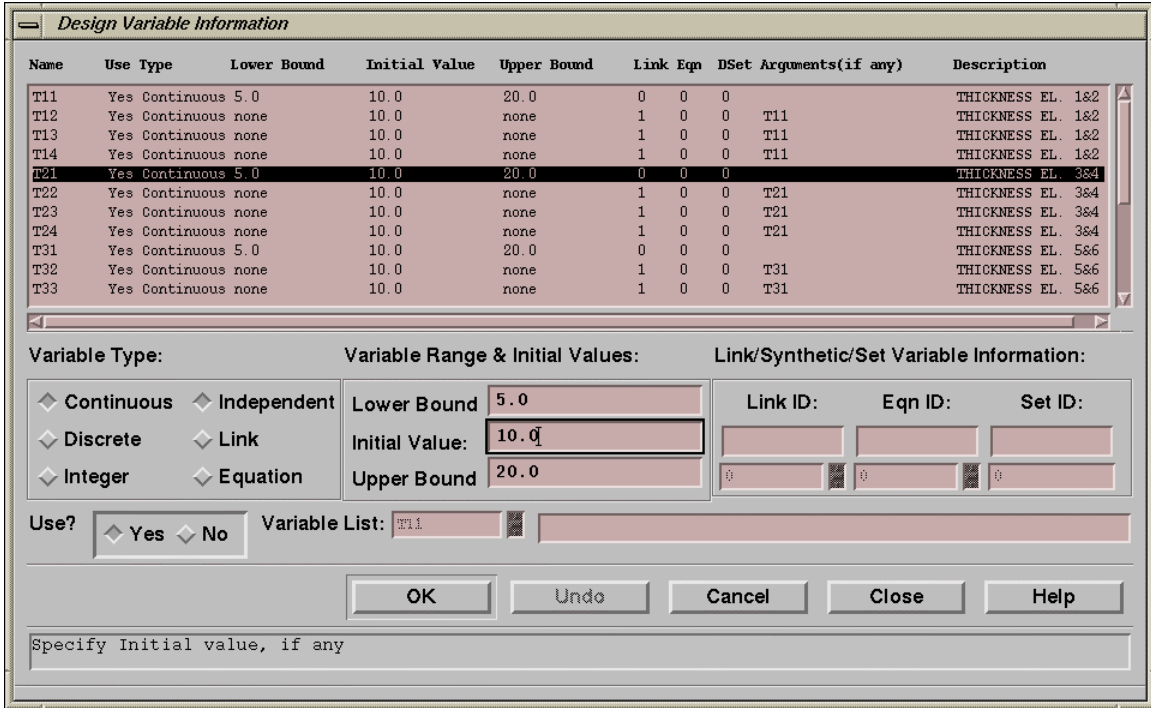 Design Variable Information
Name Use Type Lower Bound Initial Value Upper Bound Link Eqn DSet Arguments(if any) Description
T11 Yes Continuous 5.0 10.0 20.0 0 0 0 THICKNESS EL. 1&2
T12 Yes Continuous none 10.0 none 1 0 0 T11 THICKNESS EL. 1&2
T13 Yes Continuous none 10.0 none 1 0 0 T11 THICKNESS EL. 1&2
T14 Yes Continuous none 10.0 none 1 0 0 T11 THICKNESS EL. 1&2
T21 Yes Continuous 5.0 10.0 20.0 0 0 0 THICKNESS EL. 3&4
T22 Yes Continuous none 10.0 none 1 0 0 T21 THICKNESS EL. 3&4
T23 Yes Continuous none 10.0 none 1 0 0 T21 THICKNESS EL. 3&4
T24 Yes Continuous none 10.0 none 1 0 0 T21 THICKNESS EL. 3&4
T31 Yes Continuous 5.0 10.0 20.0 0 0 0 THICKNESS EL. 5&6
T32 Yes Continuous none 10.0 none 1 0 0 T31 THICKNESS EL. 5&6
T33 Yes Continuous none 10.0 none 1 0 0 T31 THICKNESS EL. 5&6
Variable Type: Variable Range & Initial Values: Link/Synthetic/Set Variable Information:
Continuous Independent Lower Bound 5.0 Link ID: Eqn ID: Set ID:
Discrete Link Initial Value: 10.0
Integer Equation Upper Bound 20.0 0 0 0
Use? Yes No Variable List: T11
OK Undo Cancel Close Help
Specify Initial value, if any